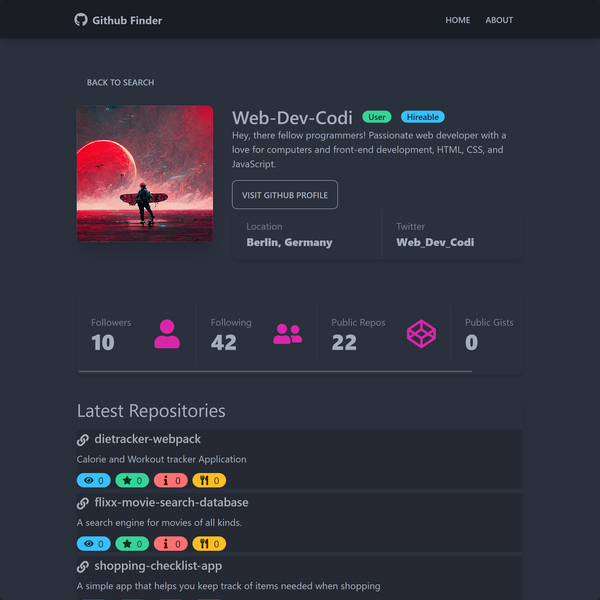 Github Finder
HOME
ABOUT
BACK TO SEARCH
Web-Dev-Codi
User
Hireable
Hey, there fellow programmers! Passionate web developer with a
love for computers and front-end development, HTML, CSS, and
JavaScript.
VISIT GITHUB PROFILE
Location
Berlin, Germany
Twitter
Web_Dev_Codi
Followers
10
Following
42
Public Repos
22
Public Gists
0
Latest Repositories
dietracker-webpack
Calorie and Workout tracker Application
0
0
0
0
flixx-movie-search-database
A search engine for movies of all kinds.
0
0
0
0
shopping-checklist-app
A simple app that helps you keep track of items needed when shopping